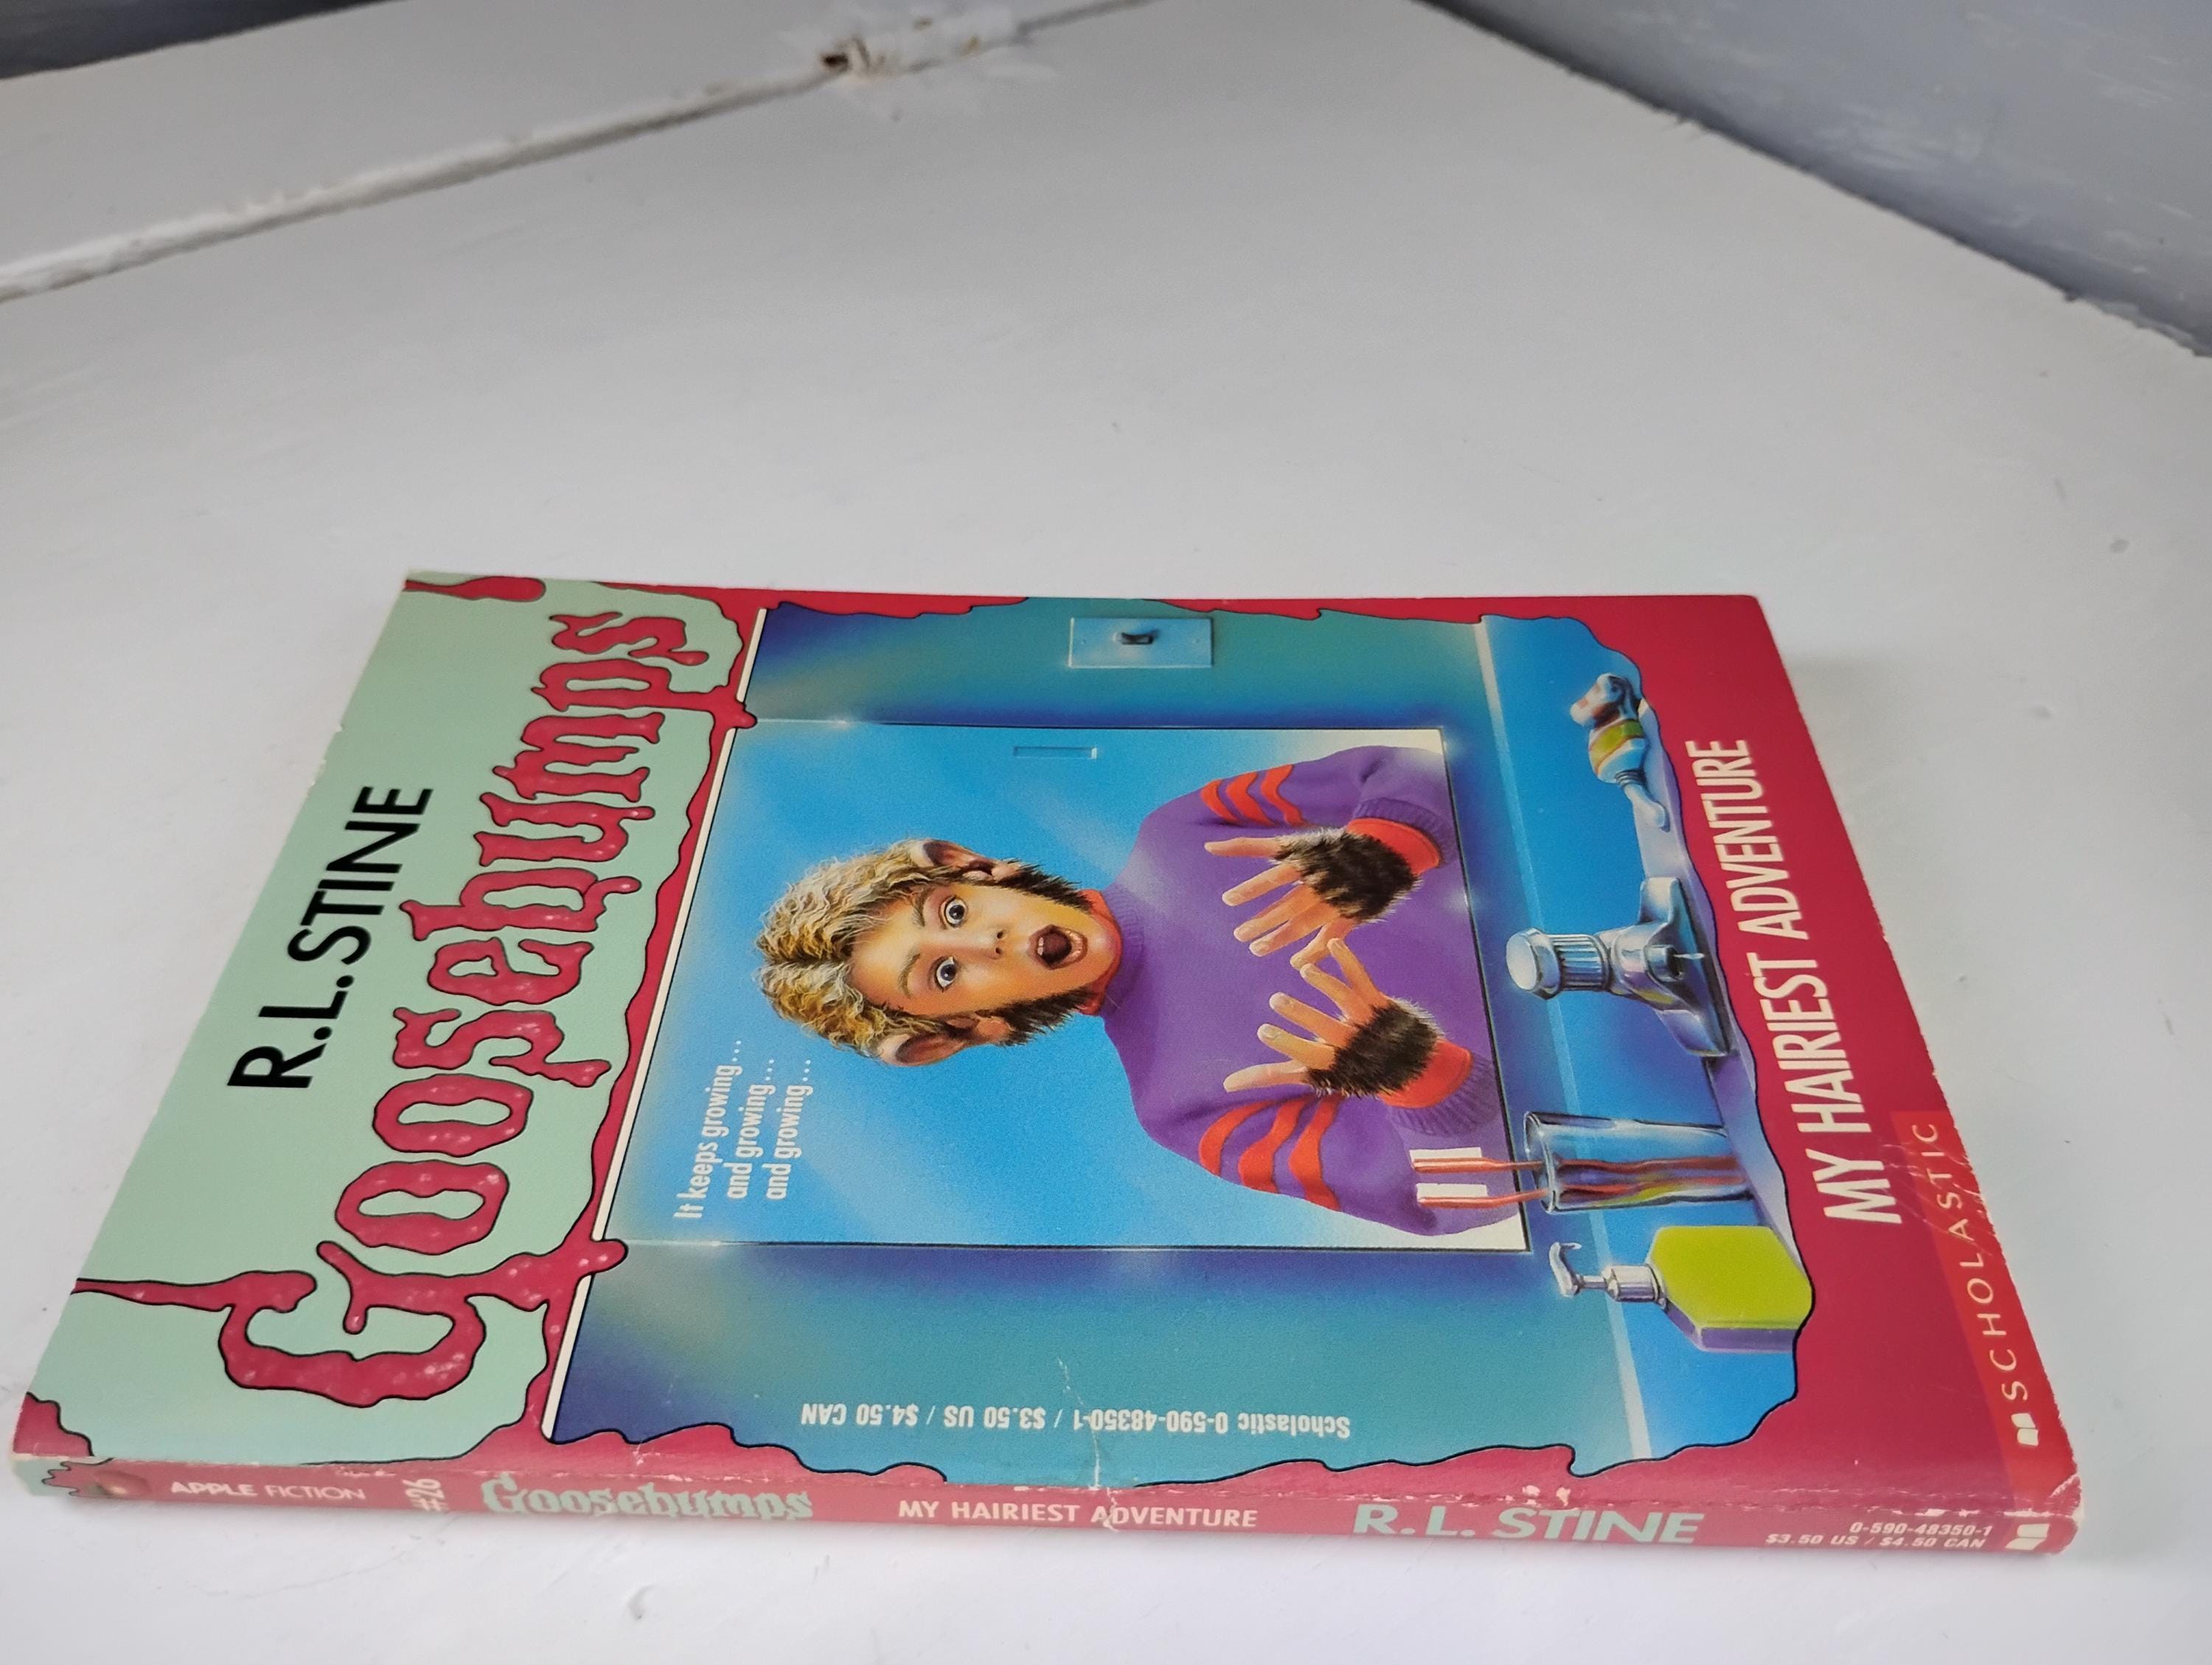 R.L. STINE
Goosebumps
It keeps growing...
and growing...
and growing...
Scholastic 0-590-48350-1 / $3.50 US / $4.50 CAN
MY HAIRIEST ADVENTURE
SCHOLASTIC
APPLE FICTION
#26
Goosebumps
MY HAIRIEST ADVENTURE
R.L. STINE
0-590-48350-1
$3.50 US / $4.50 CAN